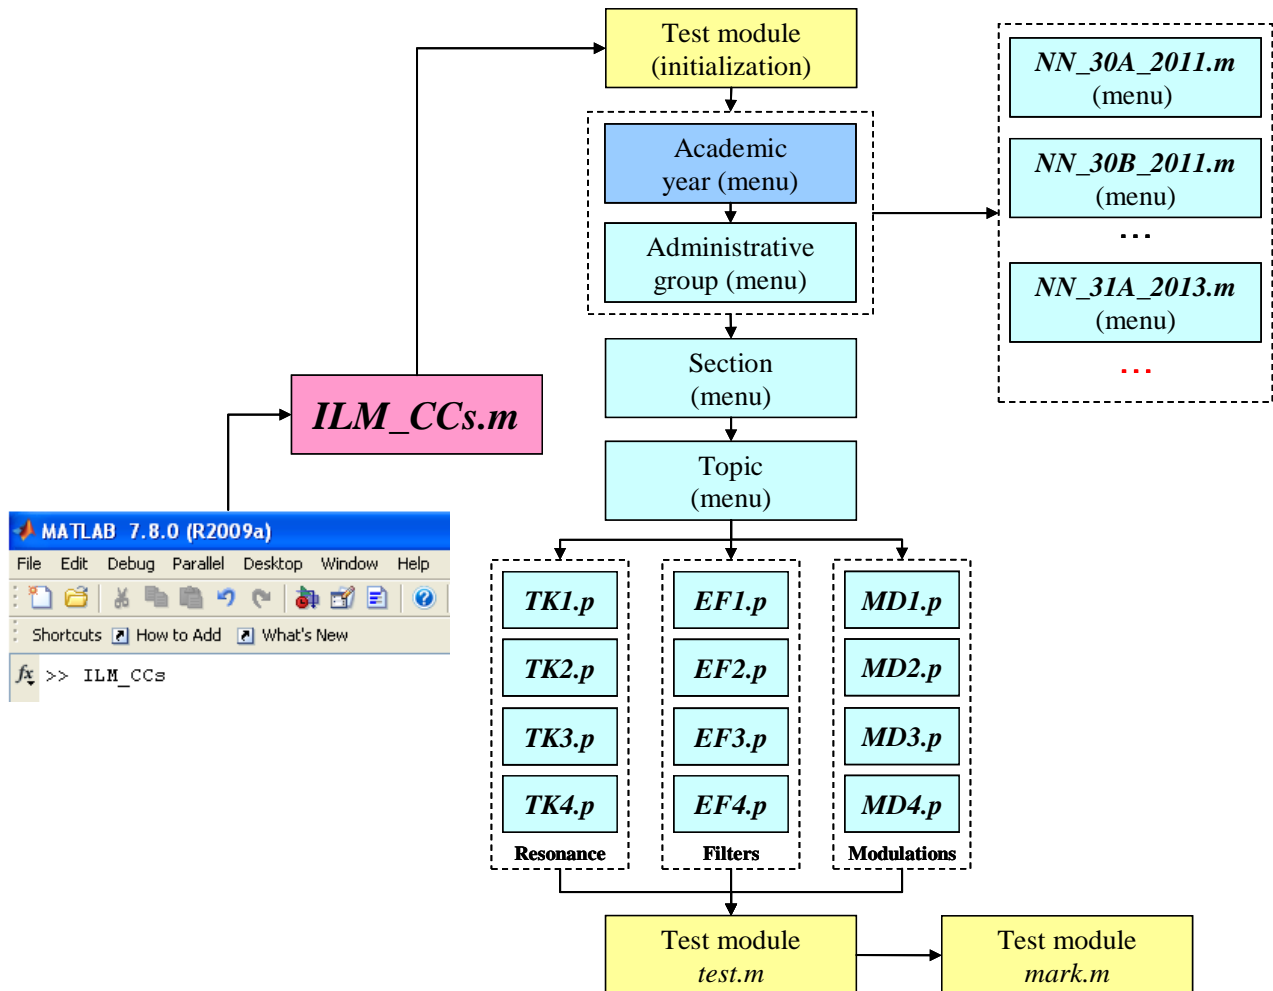 Test module
(initialization)
Academic
year (menu)
Administrative
group (menu)
NN_30A_2011.m
(menu)
NN_30B_2011.m
(menu)
...
NN_31A_2013.m
(menu)
...
Section
(menu)
Topic
(menu)
ILM_CCs.m
MATLAB 7.8.0 (R2009a)
File Edit Debug Parallel Desktop Window Help
Shortcuts How to Add What's New
fx >> ILM_CCs
TK1.p
TK2.p
TK3.p
TK4.p
Resonance
EF1.p
EF2.p
EF3.p
EF4.p
Filters
MD1.p
MD2.p
MD3.p
MD4.p
Modulations
Test module
test.m
Test module
mark.m